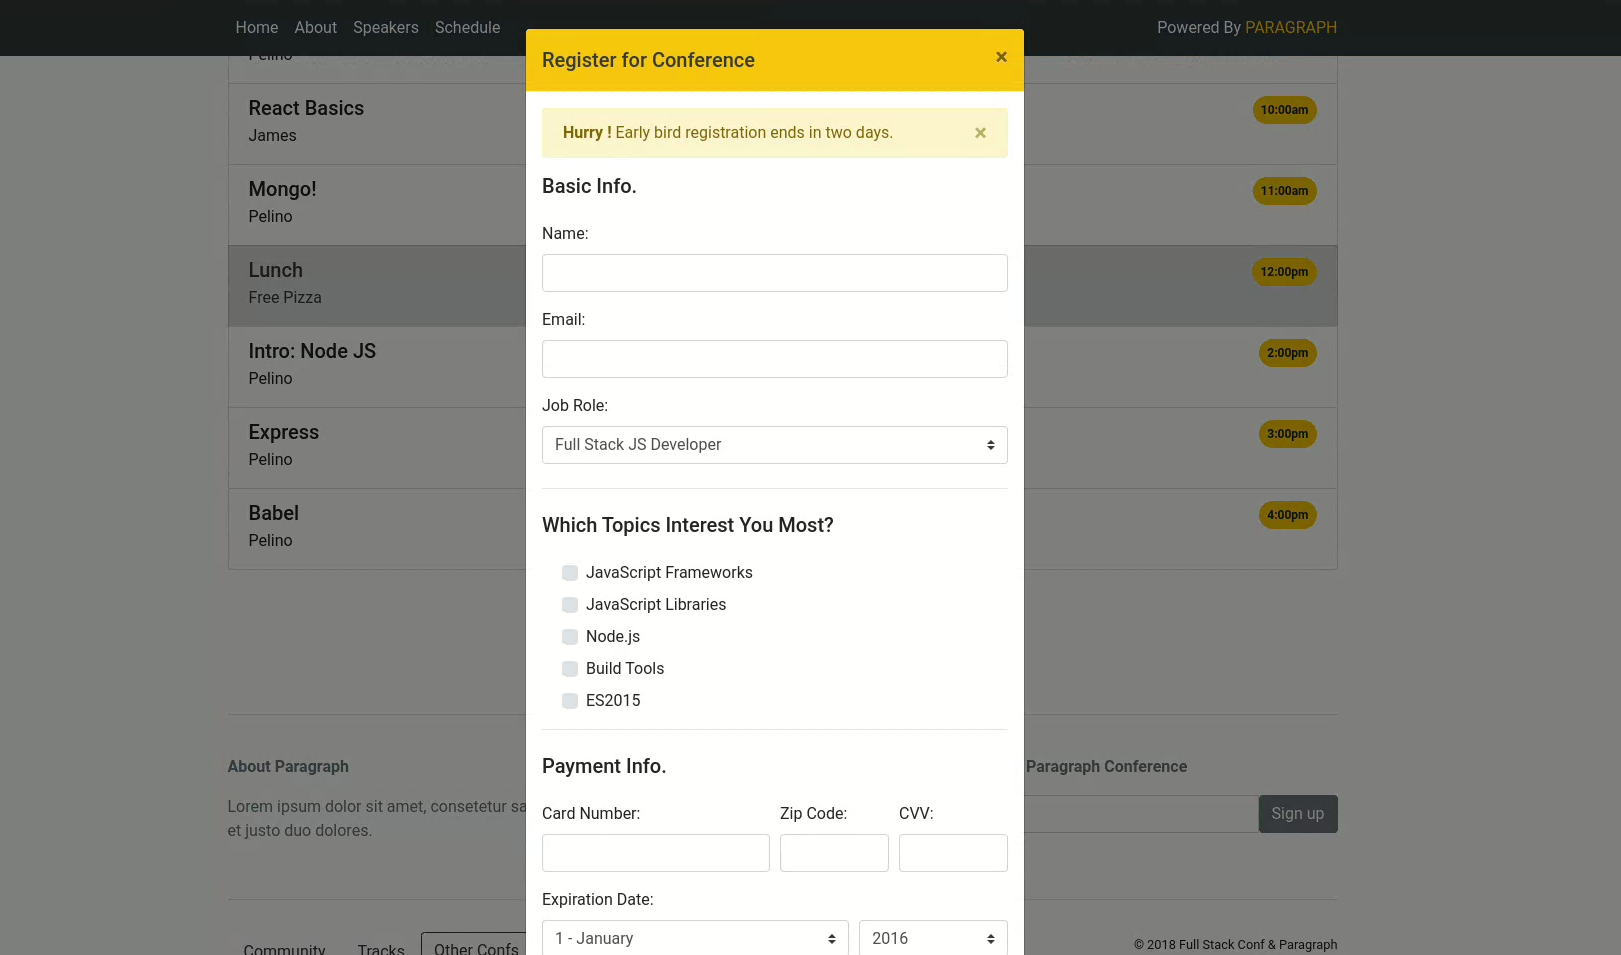 Home About Speakers Schedule
Powered By PARAGRAPH
Pelino
React Basics
James
10:00am
Mongo!
Pelino
11:00am
Lunch
Free Pizza
12:00pm
Intro: Node JS
Pelino
2:00pm
Express
Pelino
3:00pm
Babel
Pelino
4:00pm
Register for Conference ×
Hurry ! Early bird registration ends in two days. ×
Basic Info.
Name:
Email:
Job Role:
Full Stack JS Developer
Which Topics Interest You Most?
JavaScript Frameworks
JavaScript Libraries
Node.js
Build Tools
ES2015
Payment Info.
Card Number: Zip Code: CVV:
Expiration Date:
1 - January 2016
About Paragraph
Lorem ipsum dolor sit amet, consetetur sa
et justo duo dolores.
Paragraph Conference
Sign up
Community Tracks Other Confs
© 2018 Full Stack Conf & Paragraph